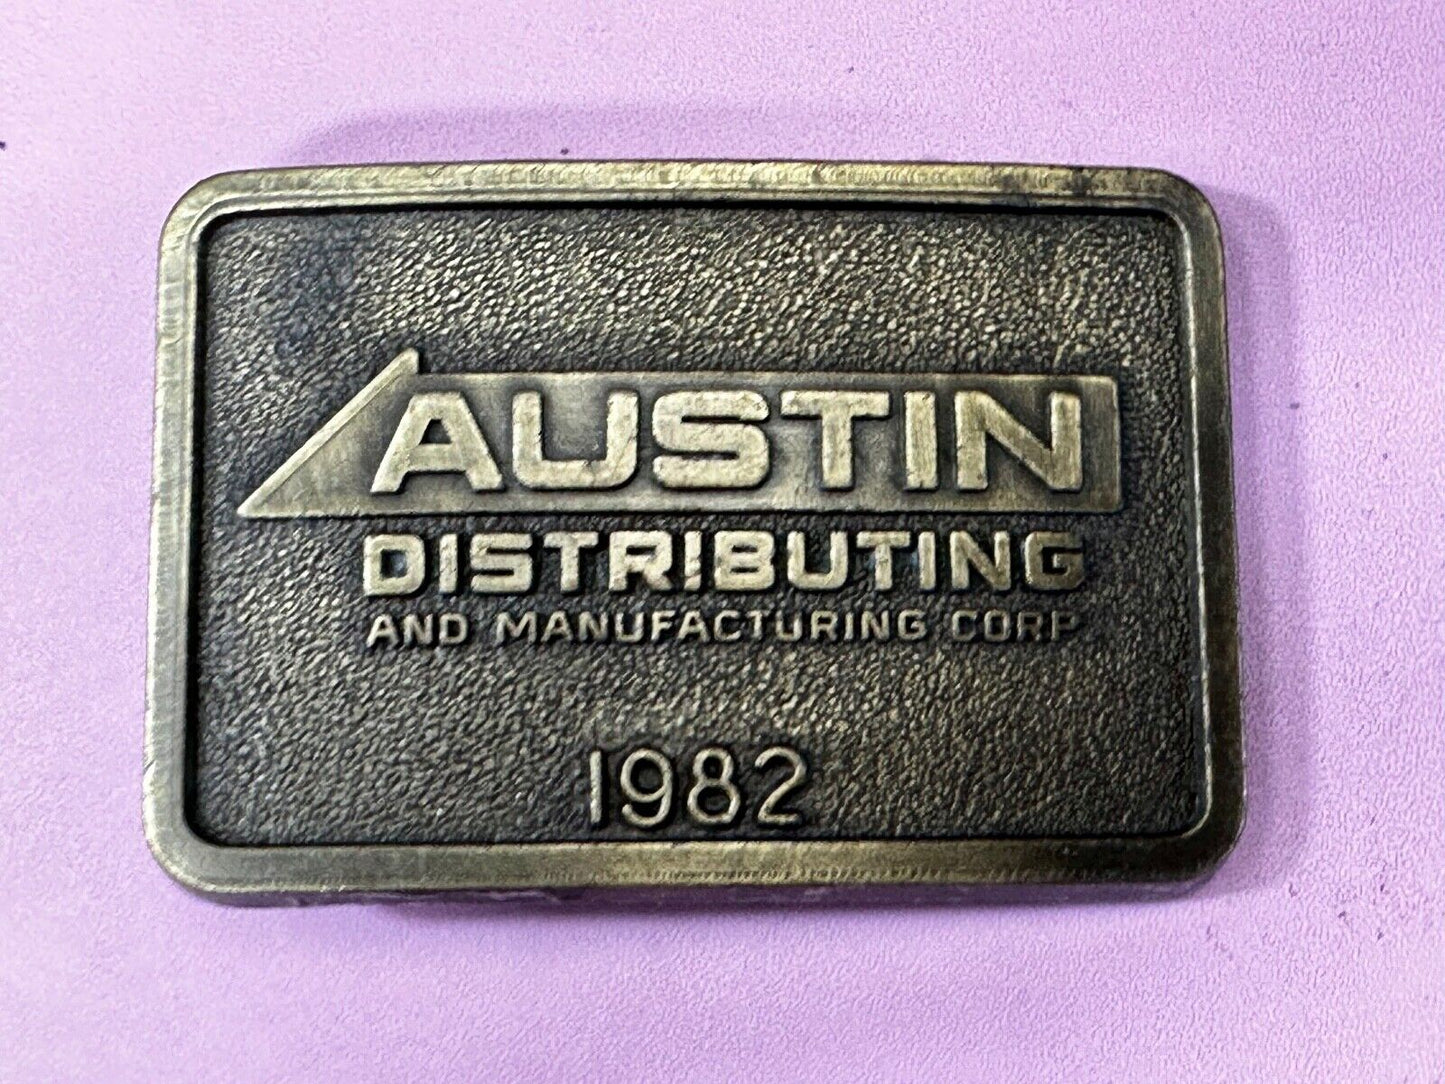 AUSTIN
DISTRIBUTING
AND MANUFACTURING CORP
1982